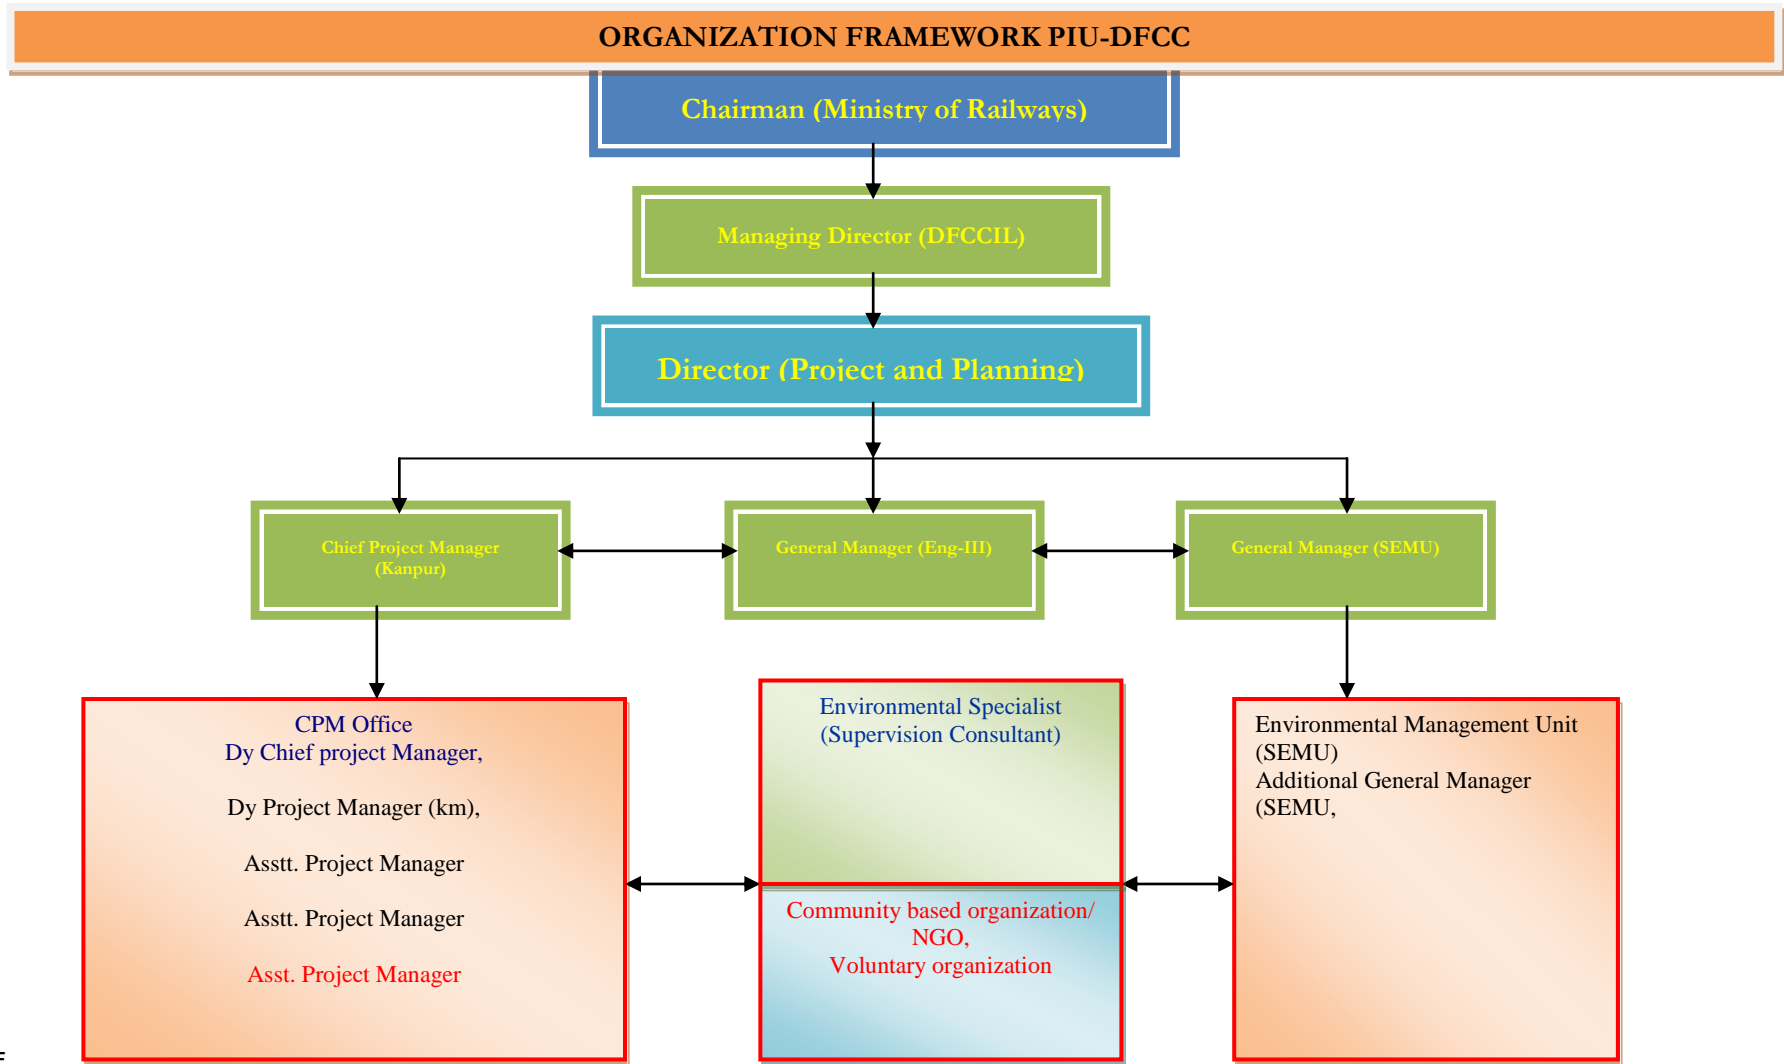 ORGANIZATION FRAMEWORK PIU-DFCC
Chairman (Ministry of Railways)
Managing Director (DFCCIL)
Director (Project and Planning)
Chief Project Manager
(Kanpur)
General Manager (Eng-III)
General Manager (SEMU)
CPM Office
Dy Chief project Manager,
Dy Project Manager (km),
Asstt. Project Manager
Asstt. Project Manager
Asst. Project Manager
Environmental Specialist
(Supervision Consultant)
Community based organization/
NGO,
Voluntary organization
Environmental Management Unit
(SEMU)
Additional General Manager
(SEMU,